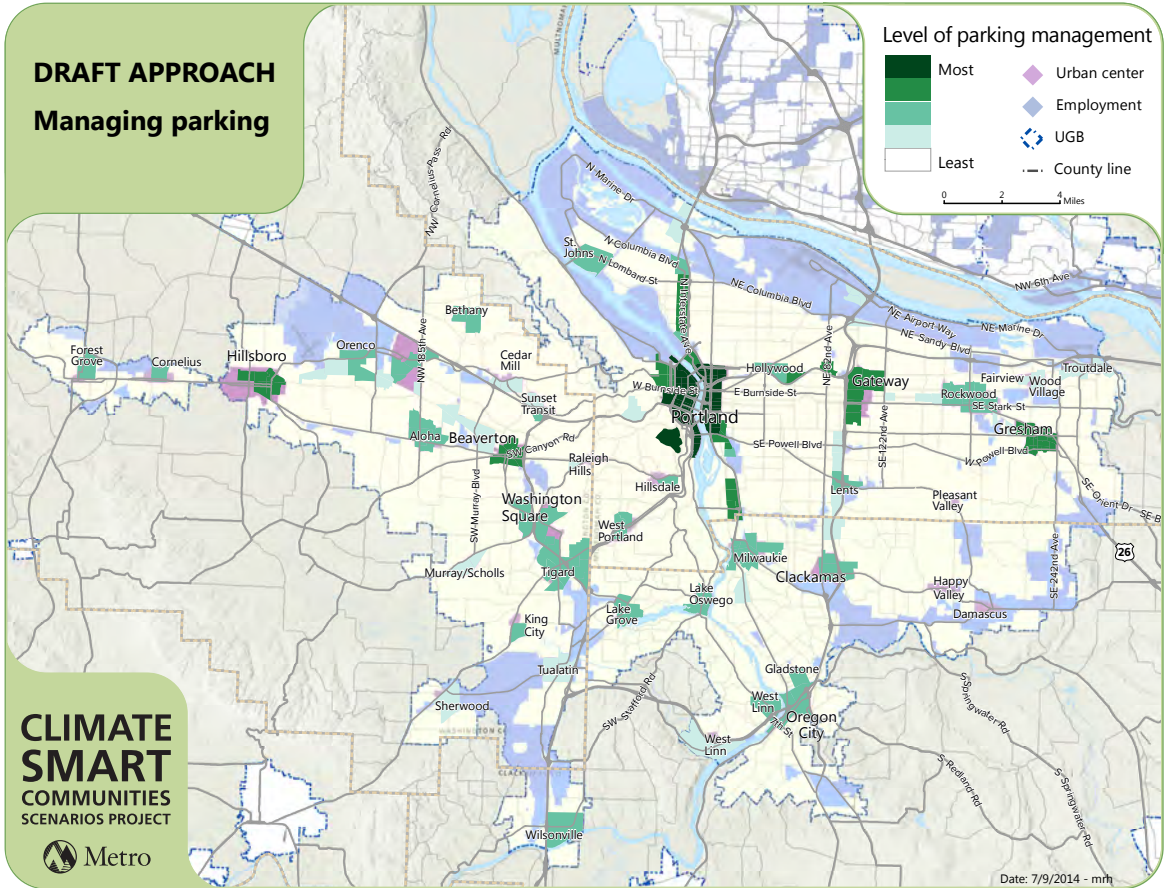 DRAFT APPROACH
Managing parking
Level of parking management
Most
Least
Urban center
Employment
UGB
County line
0 2 4
Miles
MULTNOMAH
NW Cornelius Pass Rd
N Marine Dr
St.
Johns
N Columbia Blvd
N Lombard St
N Interstate Ave
NE Columbia Blvd
NW 6th Ave
NE Airport Way
NE Marine Dr
NE Sandy Blvd
NE 82nd Ave
Bethany
NW 185th Ave
Forest
Grove
Cornelius
Hillsboro
Orenco
Cedar
Mill
Hollywood
Gateway
Troutdale
Fairview
Wood
Village
Rockwood
SE Stark St
W Burnside St
E Burnside St
Portland
Sunset
Transit
Aloha
Beaverton
SW Canyon Rd
SE Powell Blvd
SE 122nd Ave
Gresham
W Powell Blvd
Raleigh
Hills
Hillsdale
Lents
Pleasant
Valley
SE Orient Dr
SE B
SW Murray Blvd
Washington
Square
West
Portland
26
Milwaukie
Clackamas
SE 242nd Ave
Murray/Scholls
Tigard
Lake
Oswego
Happy
Valley
Damascus
Lake
Grove
King
City
Tualatin
Gladstone
SW Stafford Rd
Sherwood
West
Linn
7th St
Oregon
City
S Springwater Rd
WASHINGTON CO
West
Linn
S Redland Rd
S Springwater Rd
Wilsonville
CLIMATE
SMART
COMMUNITIES
SCENARIOS PROJECT
Metro
Date: 7/9/2014 - mrh